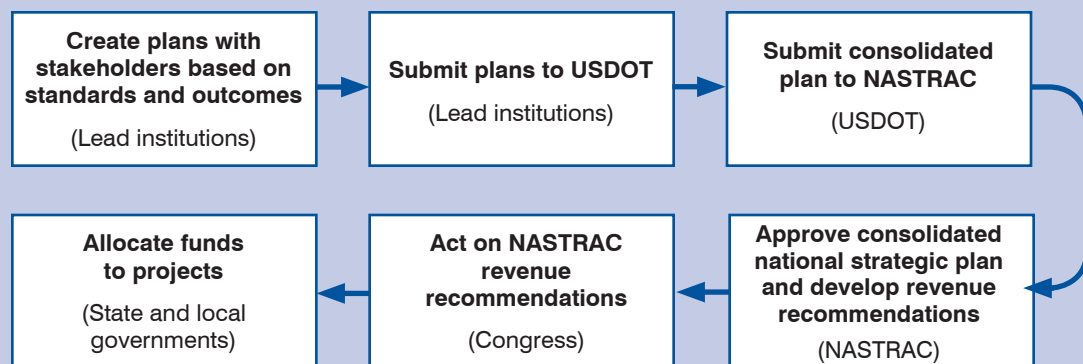 Create plans with
stakeholders based on
standards and outcomes
(Lead institutions)
Submit plans to USDOT
(Lead institutions)
Submit consolidated
plan to NASTRAC
(USDOT)
Approve consolidated
national strategic plan
and develop revenue
recommendations
(NASTRAC)
Act on NASTRAC
revenue
recommendations
(Congress)
Allocate funds
to projects
(State and local
governments)